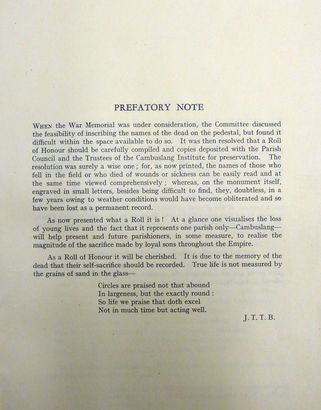 PREFATORY NOTE
WHEN the War Memorial was under consideration, the Committee discussed
the feasibility of inscribing the names of the dead on the pedestal, but found it
difficult within the space available to do so. It was then resolved that a Roll
of Honour should be carefully compiled and copies deposited with the Parish
Council and the Trustees of the Cambuslang Institute for preservation. The
resolution was surely a wise one; for, as now printed, the names of those who
fell in the field or who died of wounds or sickness can be easily read and at
the same time viewed comprehensively; whereas, on the monument itself,
engraved in small letters, besides being difficult to find, they, doubtless, in a
few years owing to weather conditions would have become obliterated and so
have been lost as a permanent record.
As now presented what a Roll it is! At a glance one visualises the loss
of young lives and the fact that it represents one parish only—Cambuslang—
will help present and future parishioners, in some measure, to realise the
magnitude of the sacrifice made by loyal sons throughout the Empire.
As a Roll of Honour it will be cherished. It is due to the memory of the
dead that their self-sacrifice should be recorded. True life is not measured by
the grains of sand in the glass—
Circles are praised not that abound
In largeness, but the exactly round :
So life we praise that doth excel
Not in much time but acting well.
J. T. T. B.